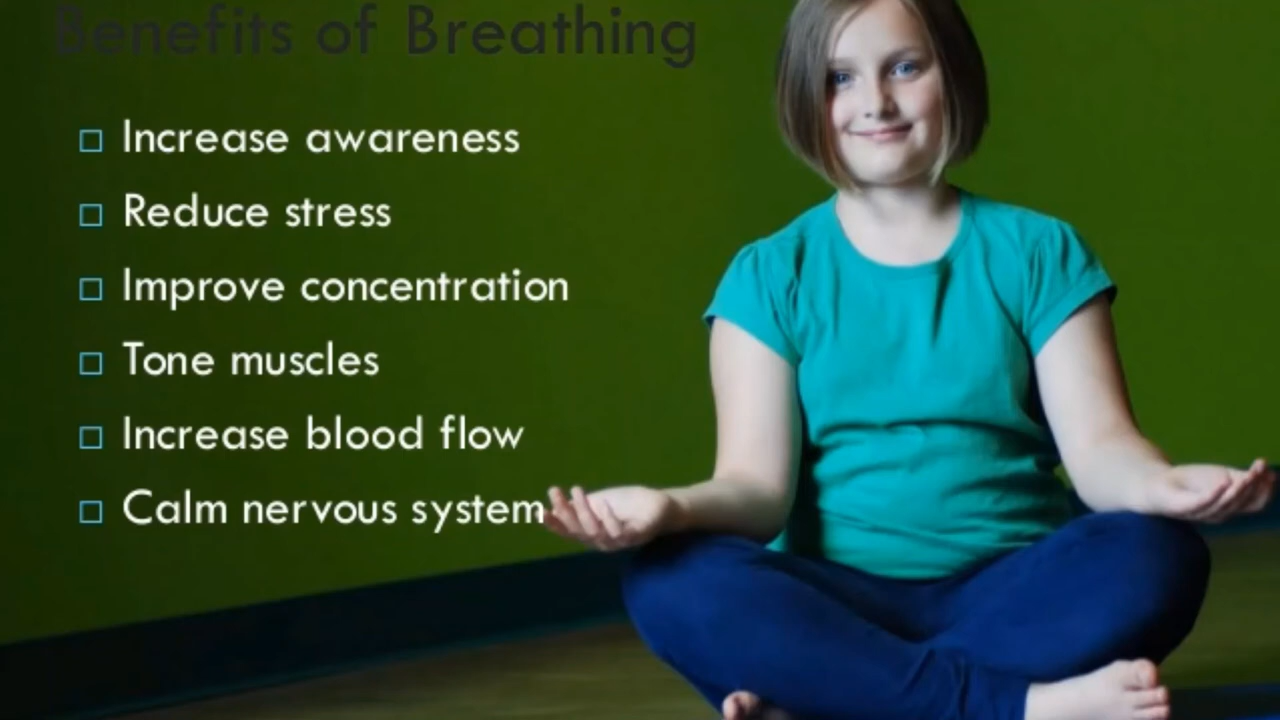 Benefits of Breathing
Increase awareness
Reduce stress
Improve concentration
Tone muscles
Increase blood flow
Calm nervous system